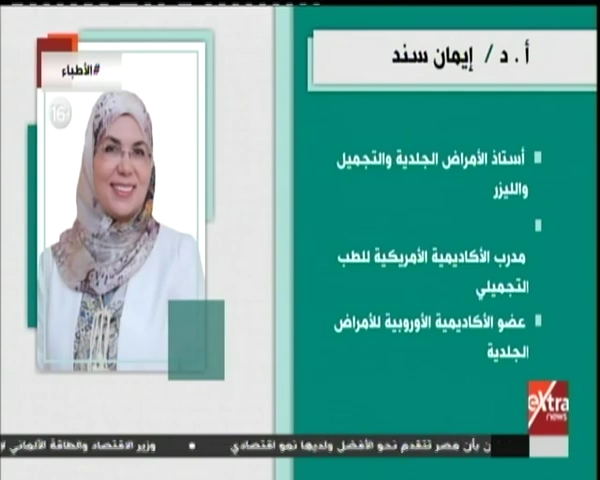 أ . د / إيمان سند
#الأطباء
16+
أستاذ الأمراض الجلدية والتجميل
والليزر
مدرب الأكاديمية الأمريكية للطب
التجميلي
عضو الأكاديمية الأوروبية للأمراض
الجلدية
extra
news
بأن مصر تتقدم نحو الأفضل ولديها نمو اقتصادي • وزير الاقتصاد والطاقة الألماني